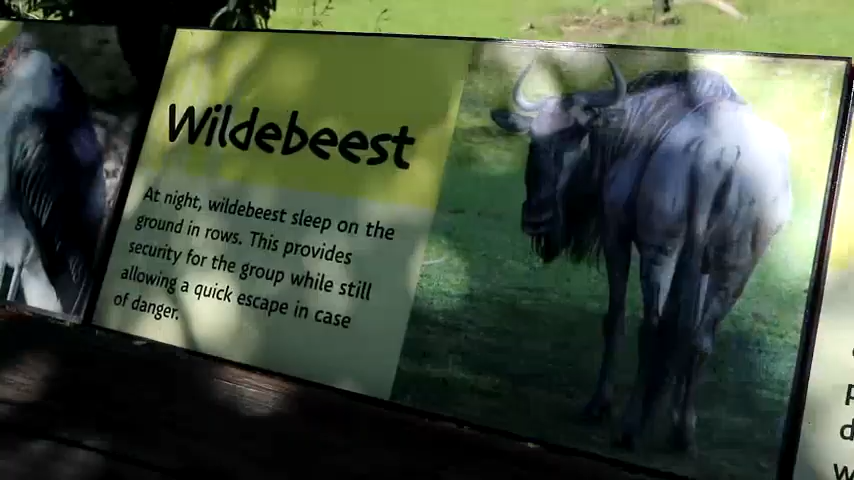 Wildebeest
At night, wildebeest sleep on the
ground in rows. This provides
security for the group while still
allowing a quick escape in case
of danger.